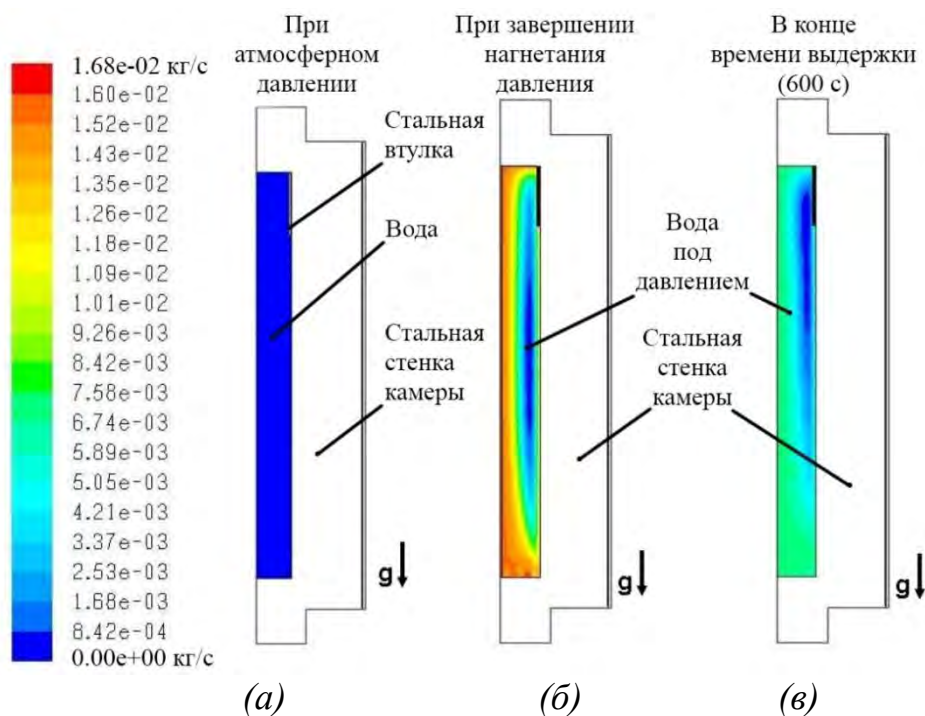 При
атмосферном
давлении
При завершении
нагнетания
давления
В конце
времени выдержки
(600 с)
1.68e-02 кг/с
1.60e-02
1.52e-02
1.43e-02
1.35e-02
1.26e-02
1.18e-02
1.09e-02
1.01e-02
9.26e-03
8.42e-03
7.58e-03
6.74e-03
5.89e-03
5.05e-03
4.21e-03
3.37e-03
2.53e-03
1.68e-03
8.42e-04
0.00e+00 кг/с
Стальная
втулка
Вода
Стальная
стенка
камеры
Вода
под
давлением
Стальная
стенка
камеры
g
g
g
(а)
(б)
(в)